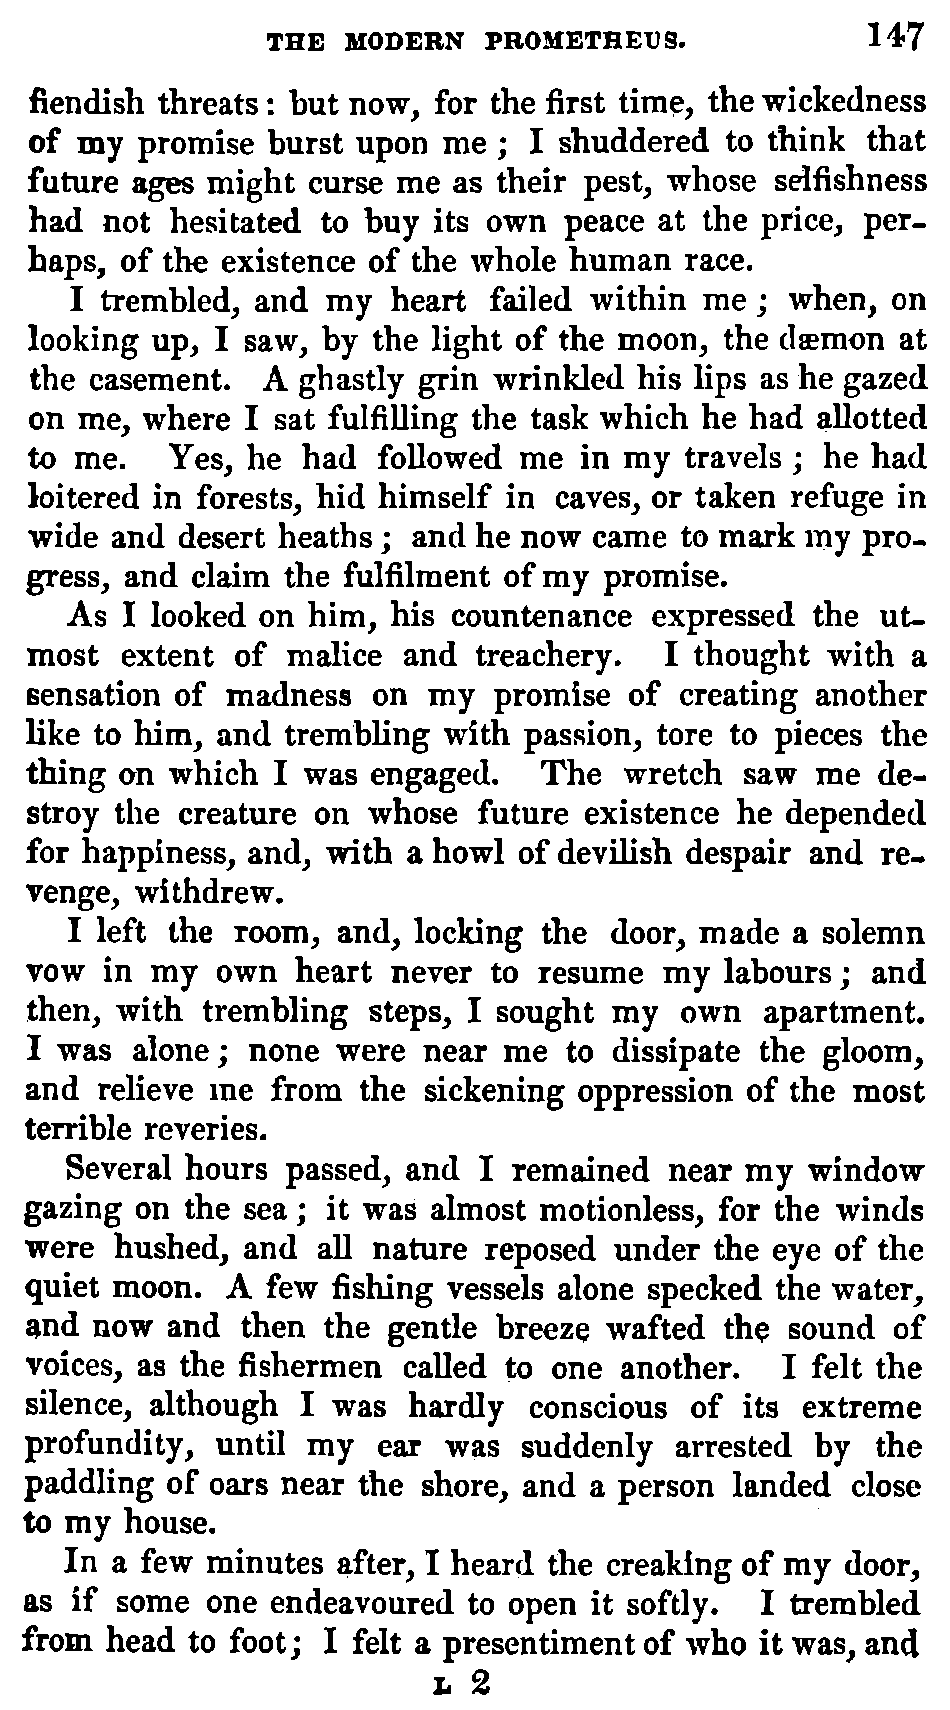 THE MODERN PROMETHEUS. 147
fiendish threats: but now, for the first time, the wickedness
of my promise burst upon me; I shuddered to think that
future ages might curse me as their pest, whose selfishness
had not hesitated to buy its own peace at the price, per-
haps, of the existence of the whole human race.
I trembled, and my heart failed within me; when, on
looking up, I saw, by the light of the moon, the dæmon at
the casement. A ghastly grin wrinkled his lips as he gazed
on me, where I sat fulfilling the task which he had allotted
to me. Yes, he had followed me in my travels; he had
loitered in forests, hid himself in caves, or taken refuge in
wide and desert heaths; and he now came to mark my pro-
gress, and claim the fulfilment of my promise.
As I looked on him, his countenance expressed the ut-
most extent of malice and treachery. I thought with a
sensation of madness on my promise of creating another
like to him, and trembling with passion, tore to pieces the
thing on which I was engaged. The wretch saw me de-
stroy the creature on whose future existence he depended
for happiness, and, with a howl of devilish despair and re-
venge, withdrew.
I left the room, and, locking the door, made a solemn
vow in my own heart never to resume my labours; and
then, with trembling steps, I sought my own apartment.
I was alone; none were near me to dissipate the gloom,
and relieve me from the sickening oppression of the most
terrible reveries.
Several hours passed, and I remained near my window
gazing on the sea; it was almost motionless, for the winds
were hushed, and all nature reposed under the eye of the
quiet moon. A few fishing vessels alone specked the water,
and now and then the gentle breeze wafted the sound of
voices, as the fishermen called to one another. I felt the
silence, although I was hardly conscious of its extreme
profundity, until my ear was suddenly arrested by the
paddling of oars near the shore, and a person landed close
to my house.
In a few minutes after, I heard the creaking of my door,
as if some one endeavoured to open it softly. I trembled
from head to foot; I felt a presentiment of who it was, and
L 2